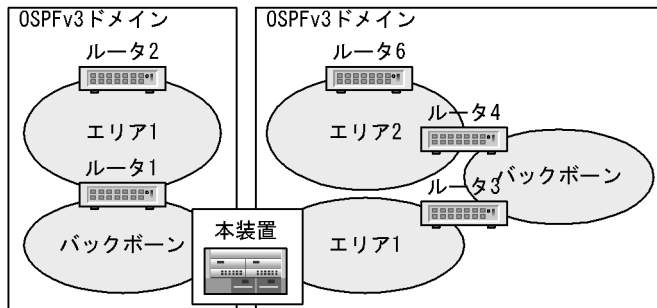 OSPFv3ドメイン
ルータ2
エリア1
ルータ1
バックボーン
本装置
OSPFv3ドメイン
ルータ6
エリア2
ルータ4
バックボーン
ルータ3
エリア1